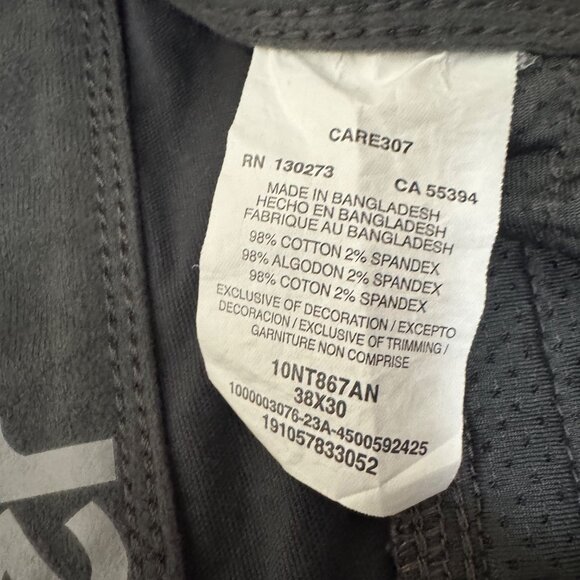 CARE307
RN 130273 CA 55394
MADE IN BANGLADESH
HECHO EN BANGLADESH
FABRIQUE AU BANGLADESH
98% COTTON 2% SPANDEX
98% ALGODON 2% SPANDEX
98% COTON 2% SPANDEX
EXCLUSIVE OF DECORATION / EXCEPTO
DECORACION / EXCLUSIVE OF TRIMMING /
GARNITURE NON COMPRISE
10NT867AN
38X30
1000003076-23A-4500592425
191057833052